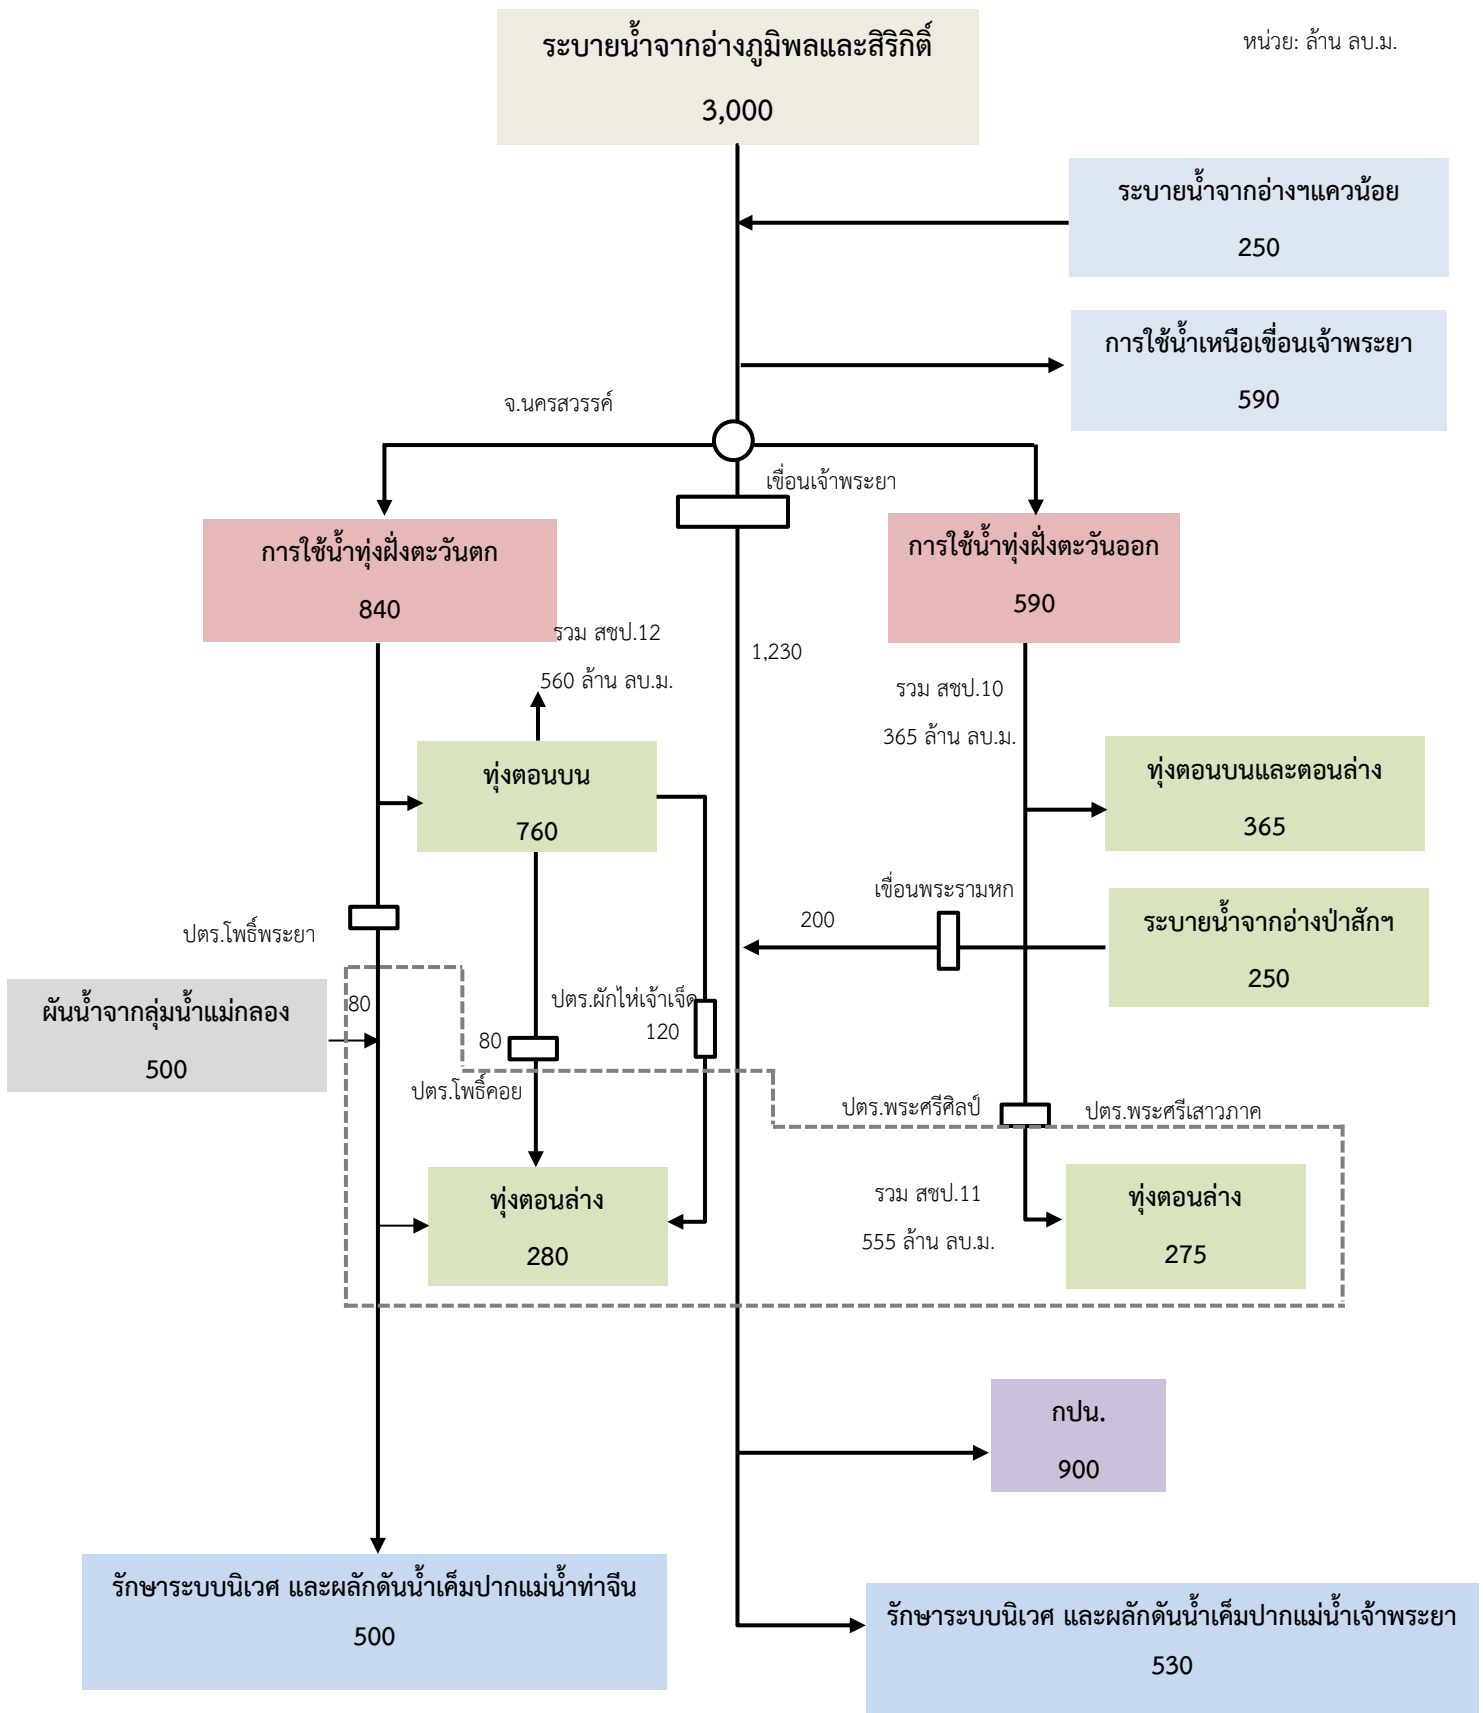 ระบายน้ำจากอ่างภูมิพลและสิริกิติ์
3,000
หน่วย: ล้าน ลบ.ม.
ระบายน้ำจากอ่างฯแควน้อย
250
การใช้น้ำเหนือเขื่อนเจ้าพระยา
590
จ.นครสวรรค์
เขื่อนเจ้าพระยา
การใช้น้ำทุ่งฝั่งตะวันตก
840
การใช้น้ำทุ่งฝั่งตะวันออก
590
รวม สชป.12
560 ล้าน ลบ.ม.
1,230
รวม สชป.10
365 ล้าน ลบ.ม.
ทุ่งตอนบน
760
ทุ่งตอนบนและตอนล่าง
365
เขื่อนพระรามหก
200
ระบายน้ำจากอ่างป่าสักฯ
250
ปตร.โพธิ์พระยา
ผันน้ำจากลุ่มน้ำแม่กลอง
500
80
ปตร.ผักไห่เจ้าเจ็ด
120
80
ปตร.โพธิ์คอย
ปตร.พระศรีศิลป์
ปตร.พระศรีเสาวภาค
ทุ่งตอนล่าง
280
รวม สชป.11
555 ล้าน ลบ.ม.
ทุ่งตอนล่าง
275
กปน.
900
รักษาระบบนิเวศ และผลักดันน้ำเค็มปากแม่น้ำท่าจีน
500
รักษาระบบนิเวศ และผลักดันน้ำเค็มปากแม่น้ำเจ้าพระยา
530